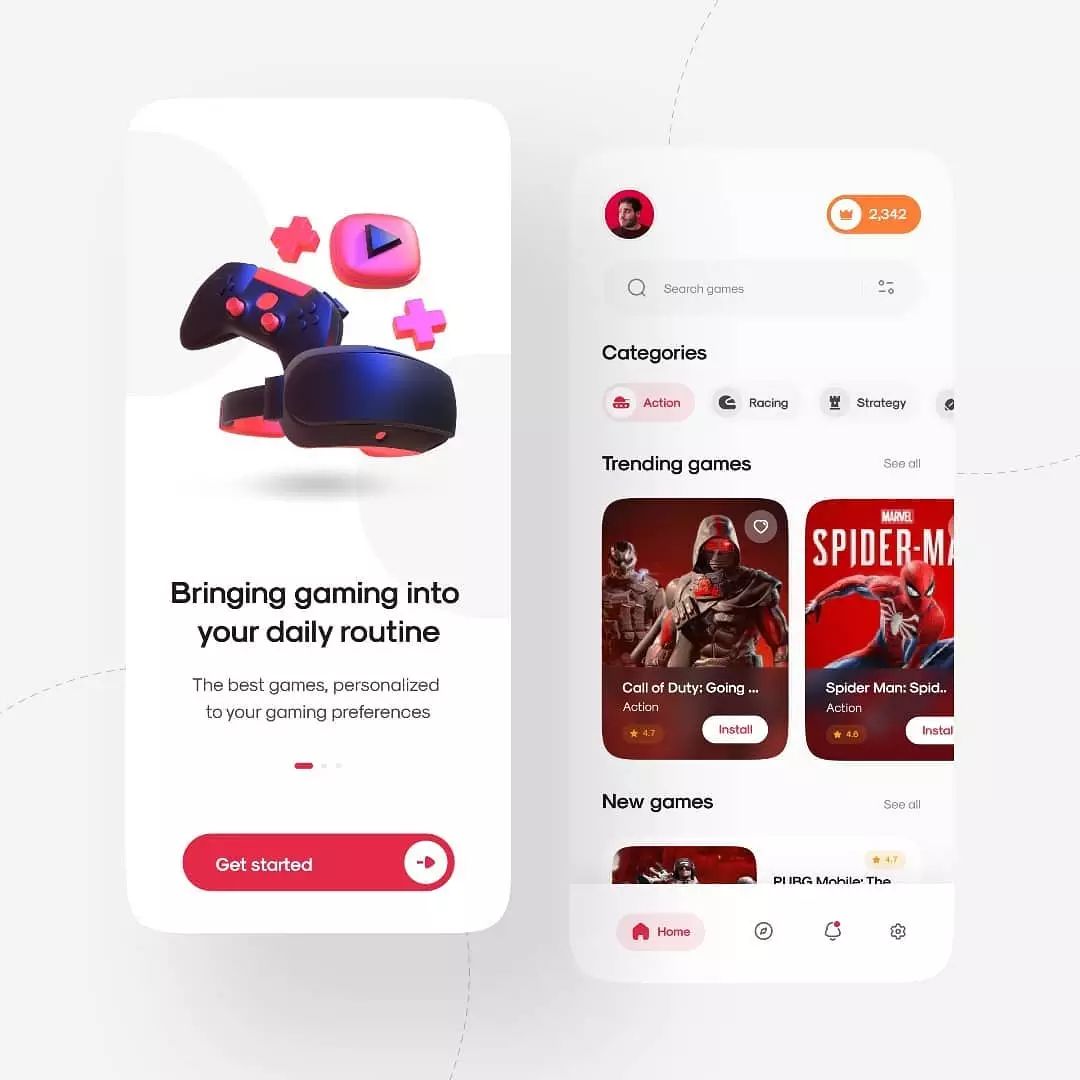 Bringing gaming into
your daily routine
The best games, personalized
to your gaming preferences
Get started
2,342
Search games
Categories
Action
Racing
Strategy
Trending games
See all
Call of Duty: Going ...
Action
4.7
Install
MARVEL
SPIDER-MA
Spider Man: Spid..
Action
4.6
Instal
New games
See all
4.7
PUBG Mobile: The
Home